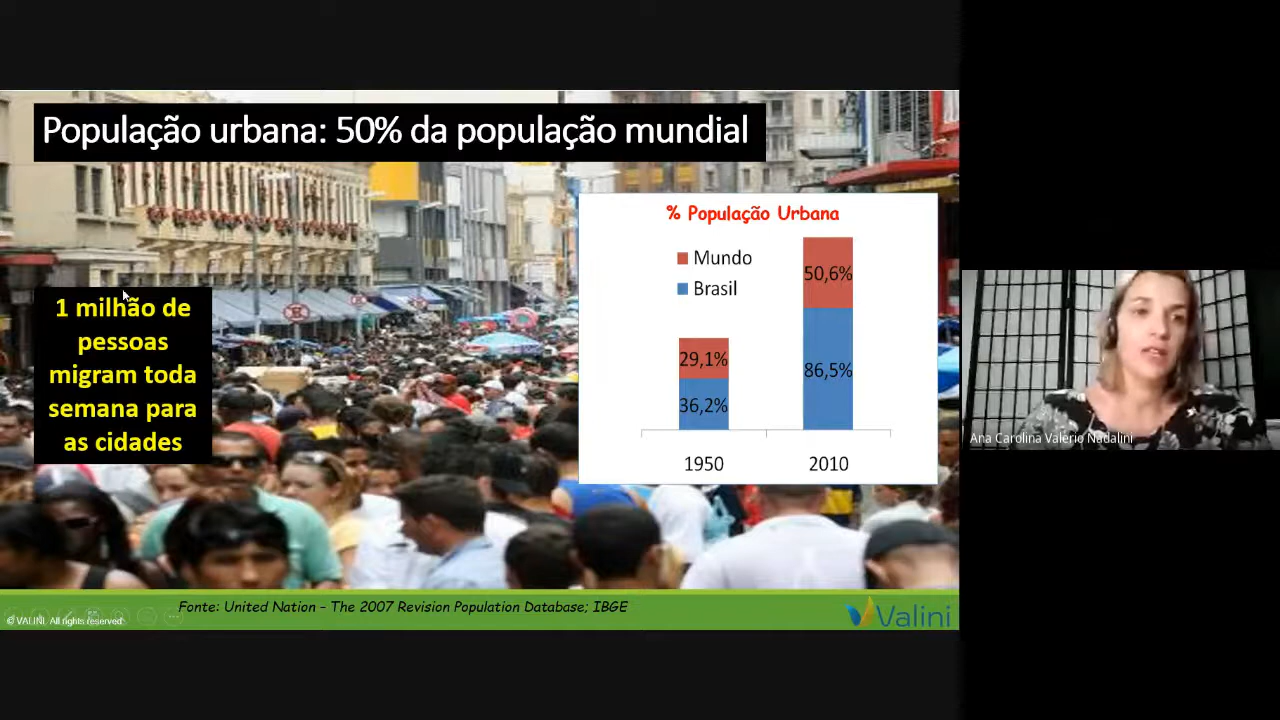 População urbana: 50% da população mundial
1 milhão de
pessoas
migram toda
semana para
as cidades
% População Urbana
Mundo
Brasil
29,1%
36,2%
50,6%
86,5%
1950
2010
Fonte: United Nation - The 2007 Revision Population Database; IBGE
© VALINI. All rights reserved
Valini
Ana Carolina Valério Nadalini